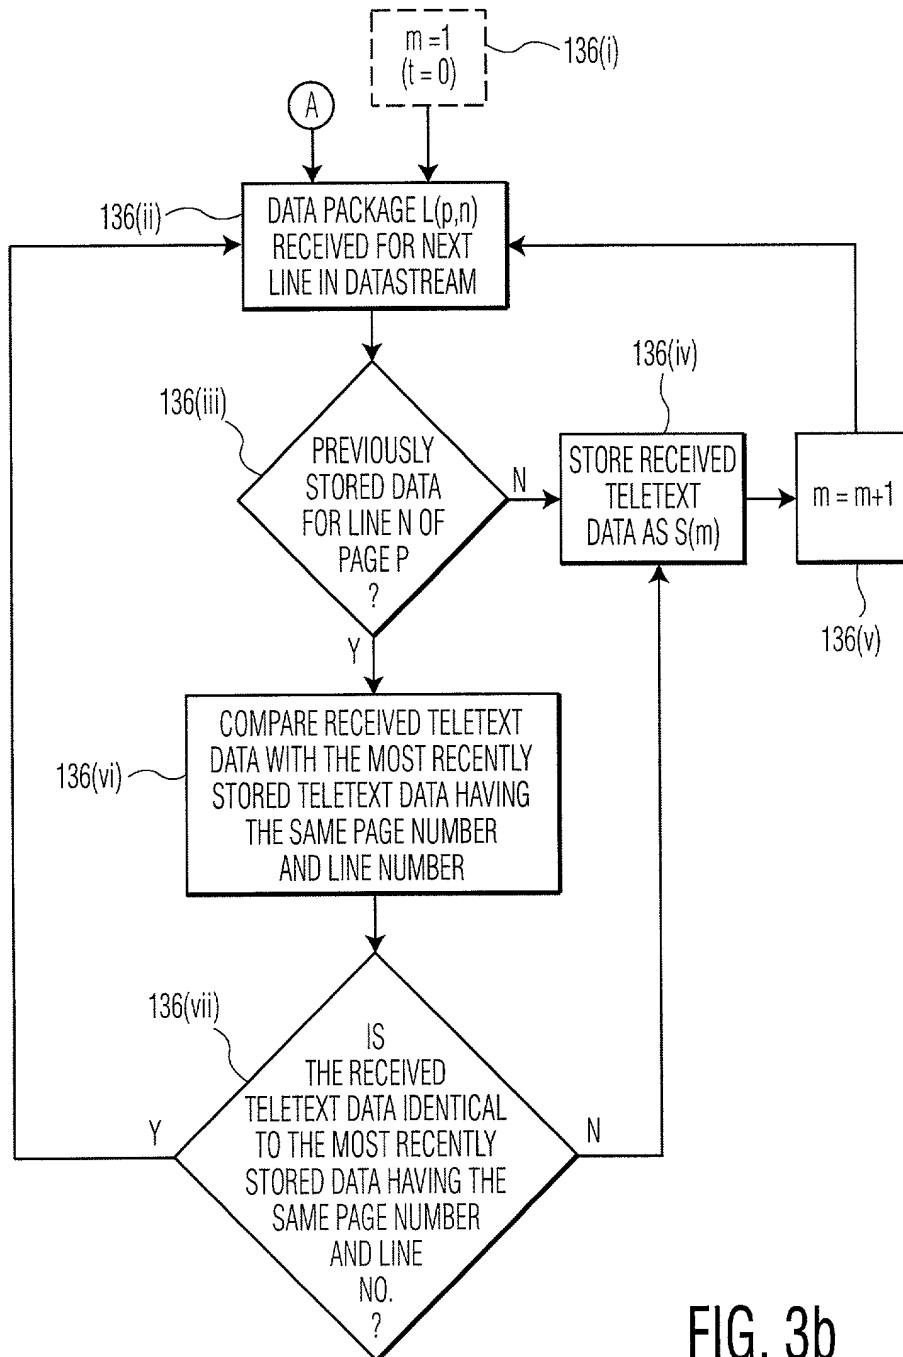 m =1
(t = 0)
136(i)
A
136(ii)
DATA PACKAGE L(p,n)
RECEIVED FOR NEXT
LINE IN DATASTREAM
136(iii)
PREVIOUSLY
STORED DATA
FOR LINE N OF
PAGE P
?
N
136(iv)
STORE RECEIVED
TELETEXT
DATA AS S(m)
m = m+1
136(v)
Y
136(vi)
COMPARE RECEIVED TELETEXT
DATA WITH THE MOST RECENTLY
STORED TELETEXT DATA HAVING
THE SAME PAGE NUMBER
AND LINE NUMBER
136(vii)
IS
THE RECEIVED
TELETEXT DATA IDENTICAL
TO THE MOST RECENTLY
STORED DATA HAVING THE
SAME PAGE NUMBER
AND LINE
NO.
?
Y
N
FIG. 3b